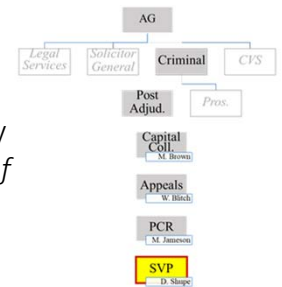 AG
Legal
Services
Solicitor
General
Criminal
CVS
Post
Adjud.
Pros.
Capital
Coll.
M. Brown
Appeals
W. Blitch
PCR
M. Jameson
SVP
D. Shupe
y
f